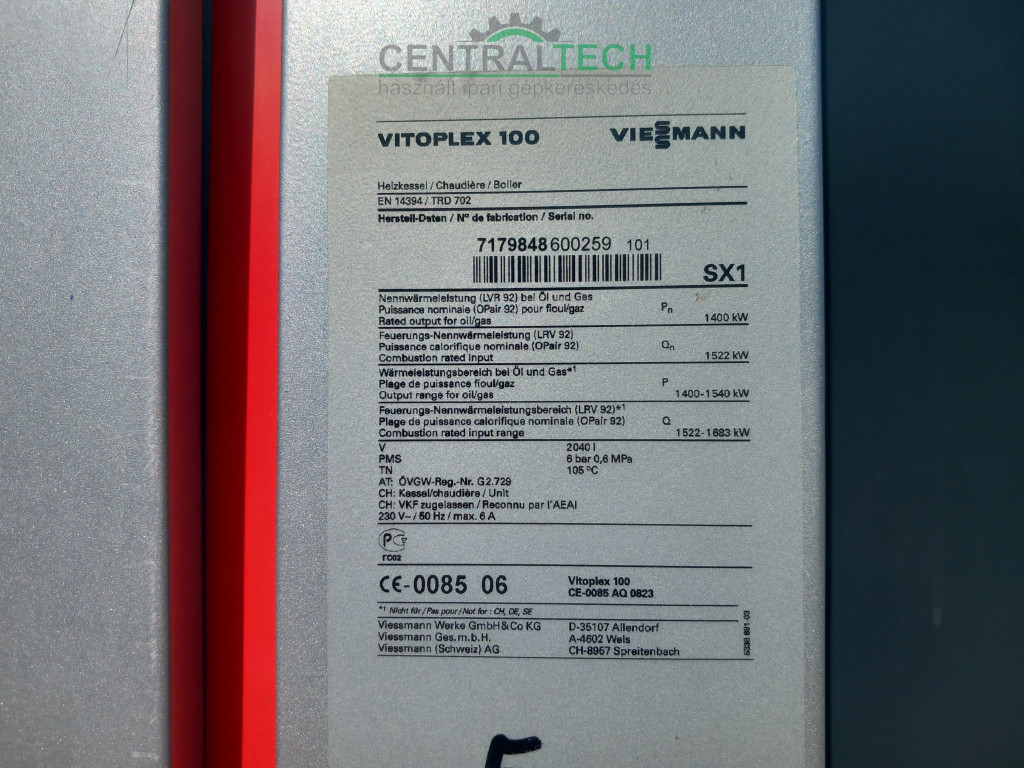 CENTRALTECH
használt ipari gépkereskedés
VITOPLEX 100
VIESSMANN
Heizkessel / Chaudière / Boiler
EN 14394 / TRD 702
Herstell-Daten / N° de fabrication / Serial no.
7179848600259 101
SX1
Nennwärmeleistung (LVR 92) bei Öl und Gas
Puissance nominale (OPair 92) pour fioul/gaz
Rated output for oil/gas
Pn
1400 kW
Feuerungs-Nennwärmeleistung (LRV 92)
Puissance calorifique nominale (OPair 92)
Combustion rated input
Qn
1522 kW
Wärmeleistungsbereich bei Öl und Gas*1
Plage de puissance fioul/gaz
Output range for oil/gas
P
1400-1540 kW
Feuerungs-Nennwärmeleistungsbereich (LRV 92)*1
Plage de puissance calorifique nominale (OPair 92)
Combustion rated input range
Q
1522-1683 kW
V 2040 l
PMS 6 bar 0,6 MPa
TN 105 °C
AT: ÖVGW-Reg.-Nr. G2.729
CH: Kessel/chaudière / Unit
CH: VKF zugelassen / Reconnu par l'AEAI
230 V~ / 50 Hz / max. 6 A
ГС02
CE-0085 06
Vitoplex 100
CE-0085 AQ 0823
*1 Nicht für / Pas pour / Not for : CH, DE, SE
Viessmann Werke GmbH&Co KG D-35107 Allendorf
Viessmann Ges.m.b.H. A-4602 Wels
Viessmann (Schweiz) AG CH-8957 Spreitenbach
5336 691-03